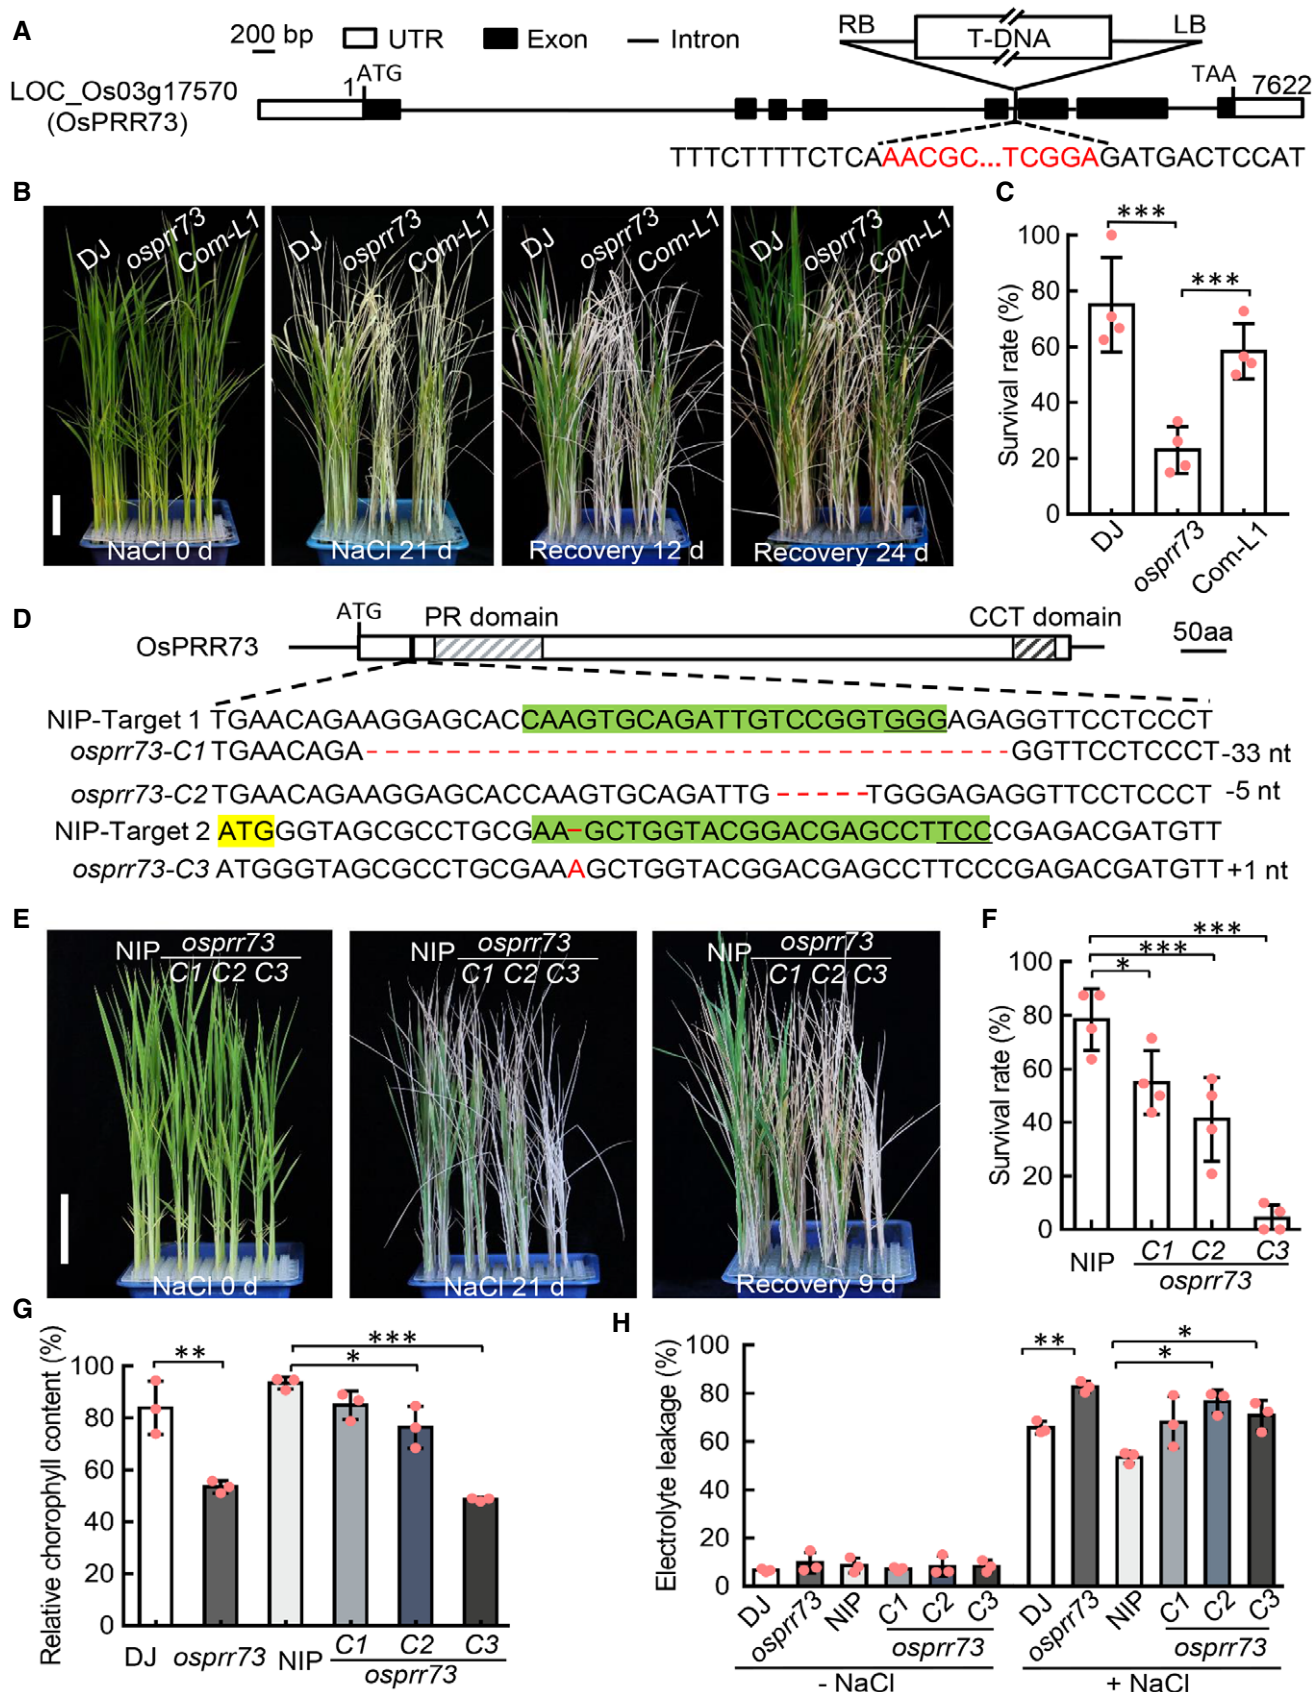 A
200 bp UTR Exon Intron
RB T-DNA LB
LOC_Os03g17570
(OsPRR73)
1 ATG TAA 7622
TTTCTTTTCTCAAACGC...TCGGAGATGACTCCAT
B
DJ osprr73 Com-L1
NaCl 0 d
DJ osprr73 Com-L1
NaCl 21 d
DJ osprr73 Com-L1
Recovery 12 d
DJ osprr73 Com-L1
Recovery 24 d
C
Survival rate (%)
100
80
60
40
20
0
***
***
DJ osprr73 Com-L1
D
ATG PR domain CCT domain
OsPRR73
50aa
NIP-Target 1 TGAACAGAAGGAGCACCAAGTGCAGATTGTCCGGTGGGAGAGGTTCCTCCCT
osprr73-C1 TGAACAGA---------------------------------GGTTCCTCCCT -33 nt
osprr73-C2 TGAACAGAAGGAGCACCAAGTGCAGATTG-----TGGGAGAGGTTCCTCCCT -5 nt
NIP-Target 2 ATGGGTAGCGCCTGCGAA-GCTGGTACGGACGAGCCTTCCCGAGACGATGTT
osprr73-C3 ATGGGTAGCGCCTGCGAAAGCTGGTACGGACGAGCCTTCCCGAGACGATGTT +1 nt
E
NIP osprr73
C1 C2 C3
NaCl 0 d
NIP osprr73
C1 C2 C3
NaCl 21 d
NIP osprr73
C1 C2 C3
Recovery 9 d
F
Survival rate (%)
100
80
60
40
20
0
***
***
*
NIP C1 C2 C3
osprr73
G
Relative chorophyll content (%)
100
80
60
40
20
0
**
***
*
DJ osprr73 NIP C1 C2 C3
osprr73
H
Electrolyte leakage (%)
100
80
60
40
20
0
**
*
*
DJ osprr73 NIP C1 C2 C3
osprr73
- NaCl
DJ osprr73 NIP C1 C2 C3
osprr73
+ NaCl